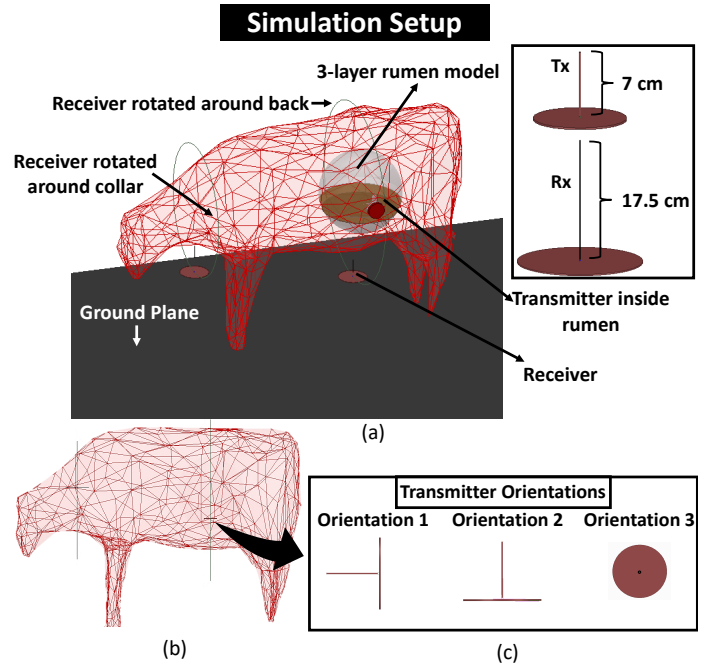 Simulation Setup
3-layer rumen model
Receiver rotated around back
Receiver rotated
around collar
Tx
7 cm
Rx
17.5 cm
Ground Plane
Transmitter inside
rumen
Receiver
(a)
Transmitter Orientations
Orientation 1
Orientation 2
Orientation 3
(b)
(c)